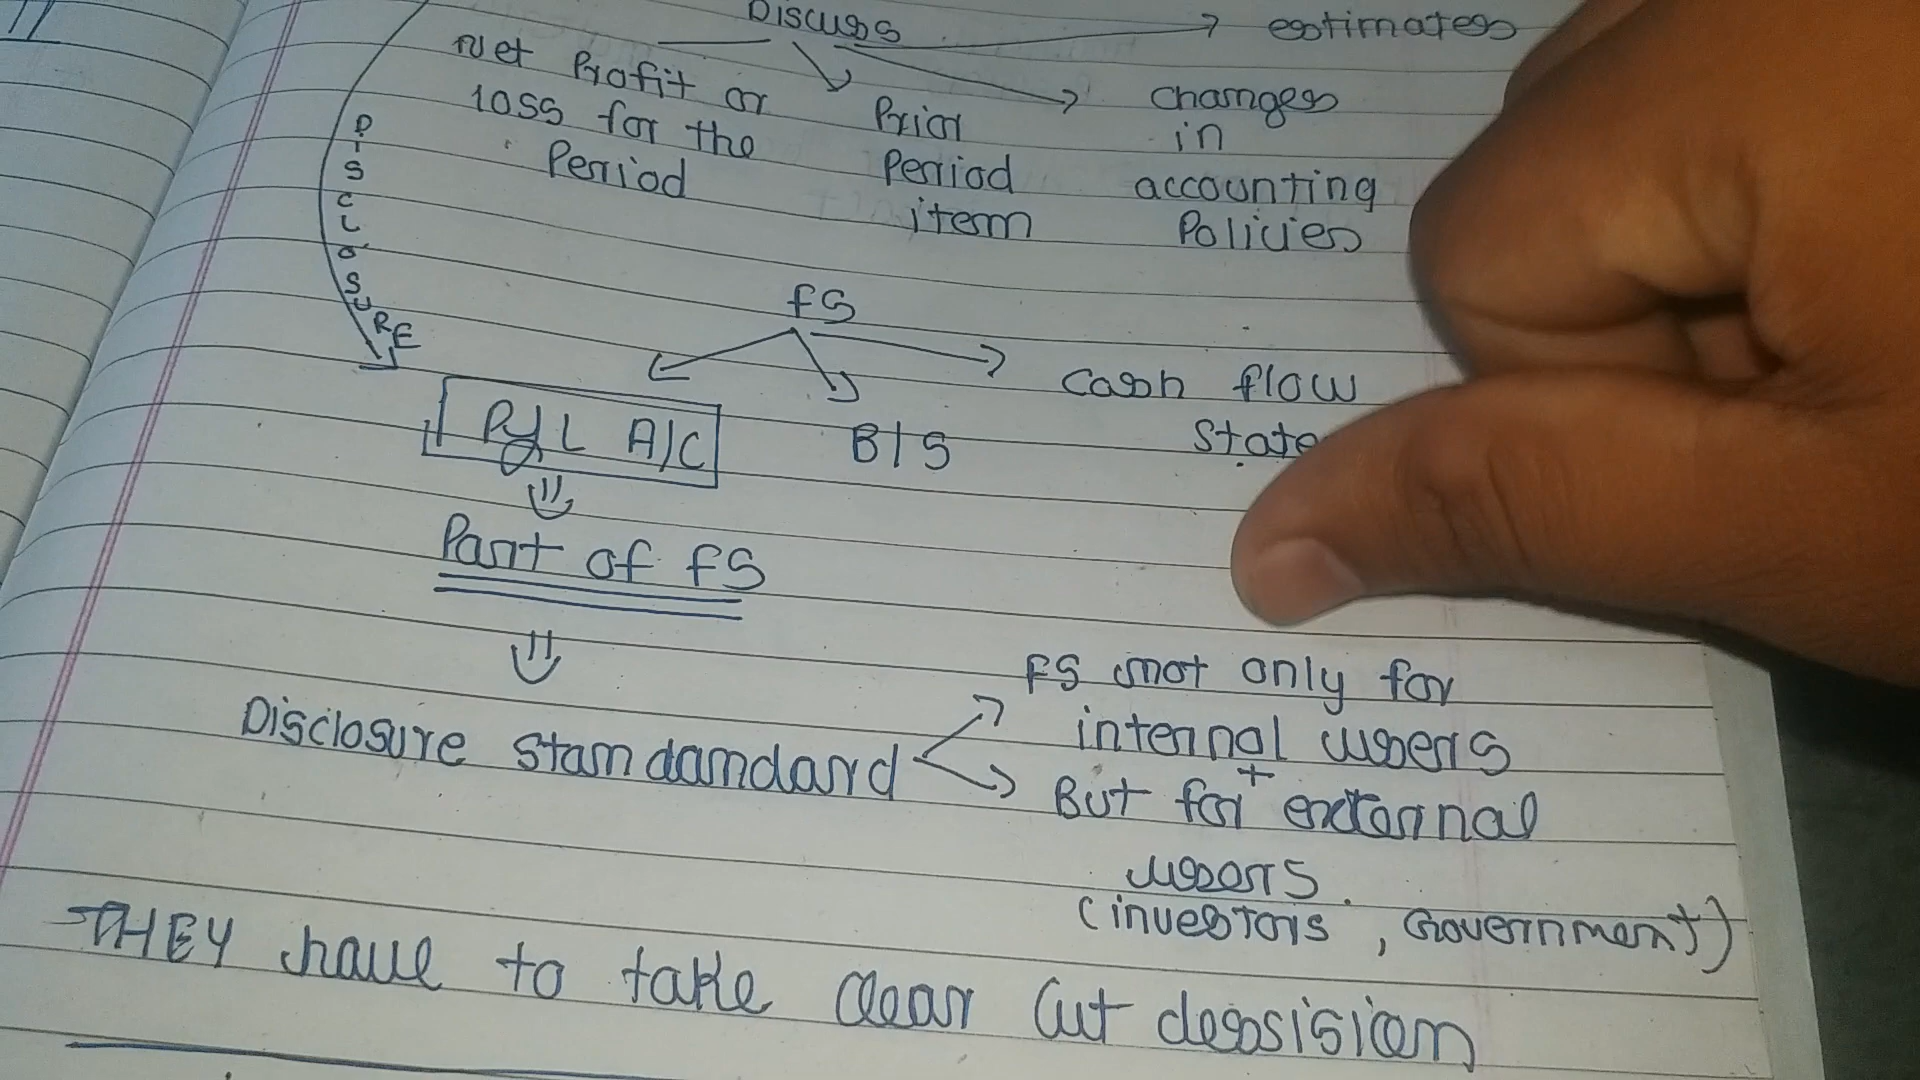 Discuss
estimates
Net Profit or
loss for the
Period
Prior
Period
item
changes
in
accounting
Policies
DISCLOSURE
FS
P&L A/C
B/S
Cash flow
State
Part of FS
Disclosure Standamdard
FS not only for
internal users
+
But for external
users.
(investors, Government)
THEY have to take clear cut desosision